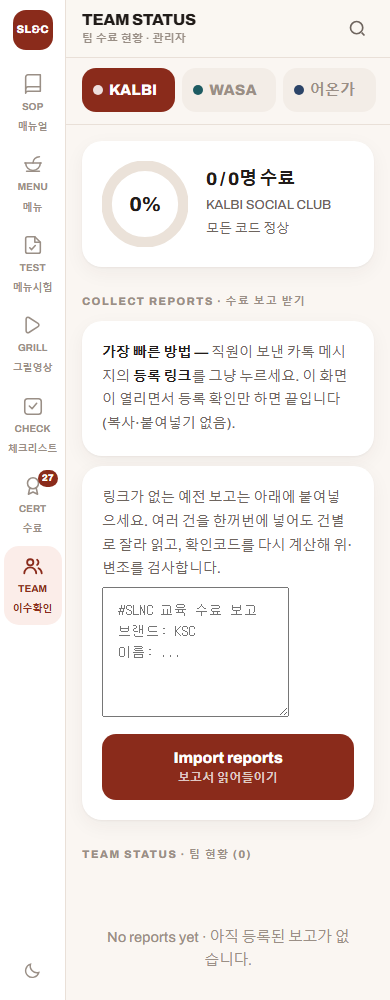 SL&C
TEAM STATUS
팀 수료 현황 · 관리자
KALBI
WASA
어온가
SOP
매뉴얼
MENU
메뉴
TEST
메뉴시험
GRILL
그릴영상
CHECK
체크리스트
27
CERT
수료
TEAM
이수확인
0%
0/0명 수료
KALBI SOCIAL CLUB
모든 코드 정상
COLLECT REPORTS · 수료 보고 받기
가장 빠른 방법 — 직원이 보낸 카톡 메시
지의 등록 링크를 그냥 누르세요. 이 화면
이 열리면서 등록 확인만 하면 끝입니다
(복사·붙여넣기 없음).
링크가 없는 예전 보고는 아래에 붙여넣
으세요. 여러 건을 한꺼번에 넣어도 건별
로 잘라 읽고, 확인코드를 다시 계산해 위·
변조를 검사합니다.
#SLNC 교육 수료 보고
브랜드: KSC
이름: ...
Import reports
보고서 읽어들이기
TEAM STATUS · 팀 현황 (0)
No reports yet · 아직 등록된 보고가 없
습니다.